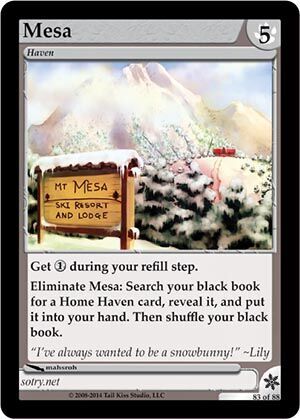 Mesa
5
Haven
MT MESA
SKI RESORT
AND LODGE
Get ① during your refill step.
Eliminate Mesa: Search your black book
for a Home Haven card, reveal it, and put
it into your hand. Then shuffle your black
book.
“I’ve always wanted to be a snowbunny!” ~Lily
mahsroh
sotry.net
83 of 88
© 2008-2014 Tail Kiss Studio, LLC